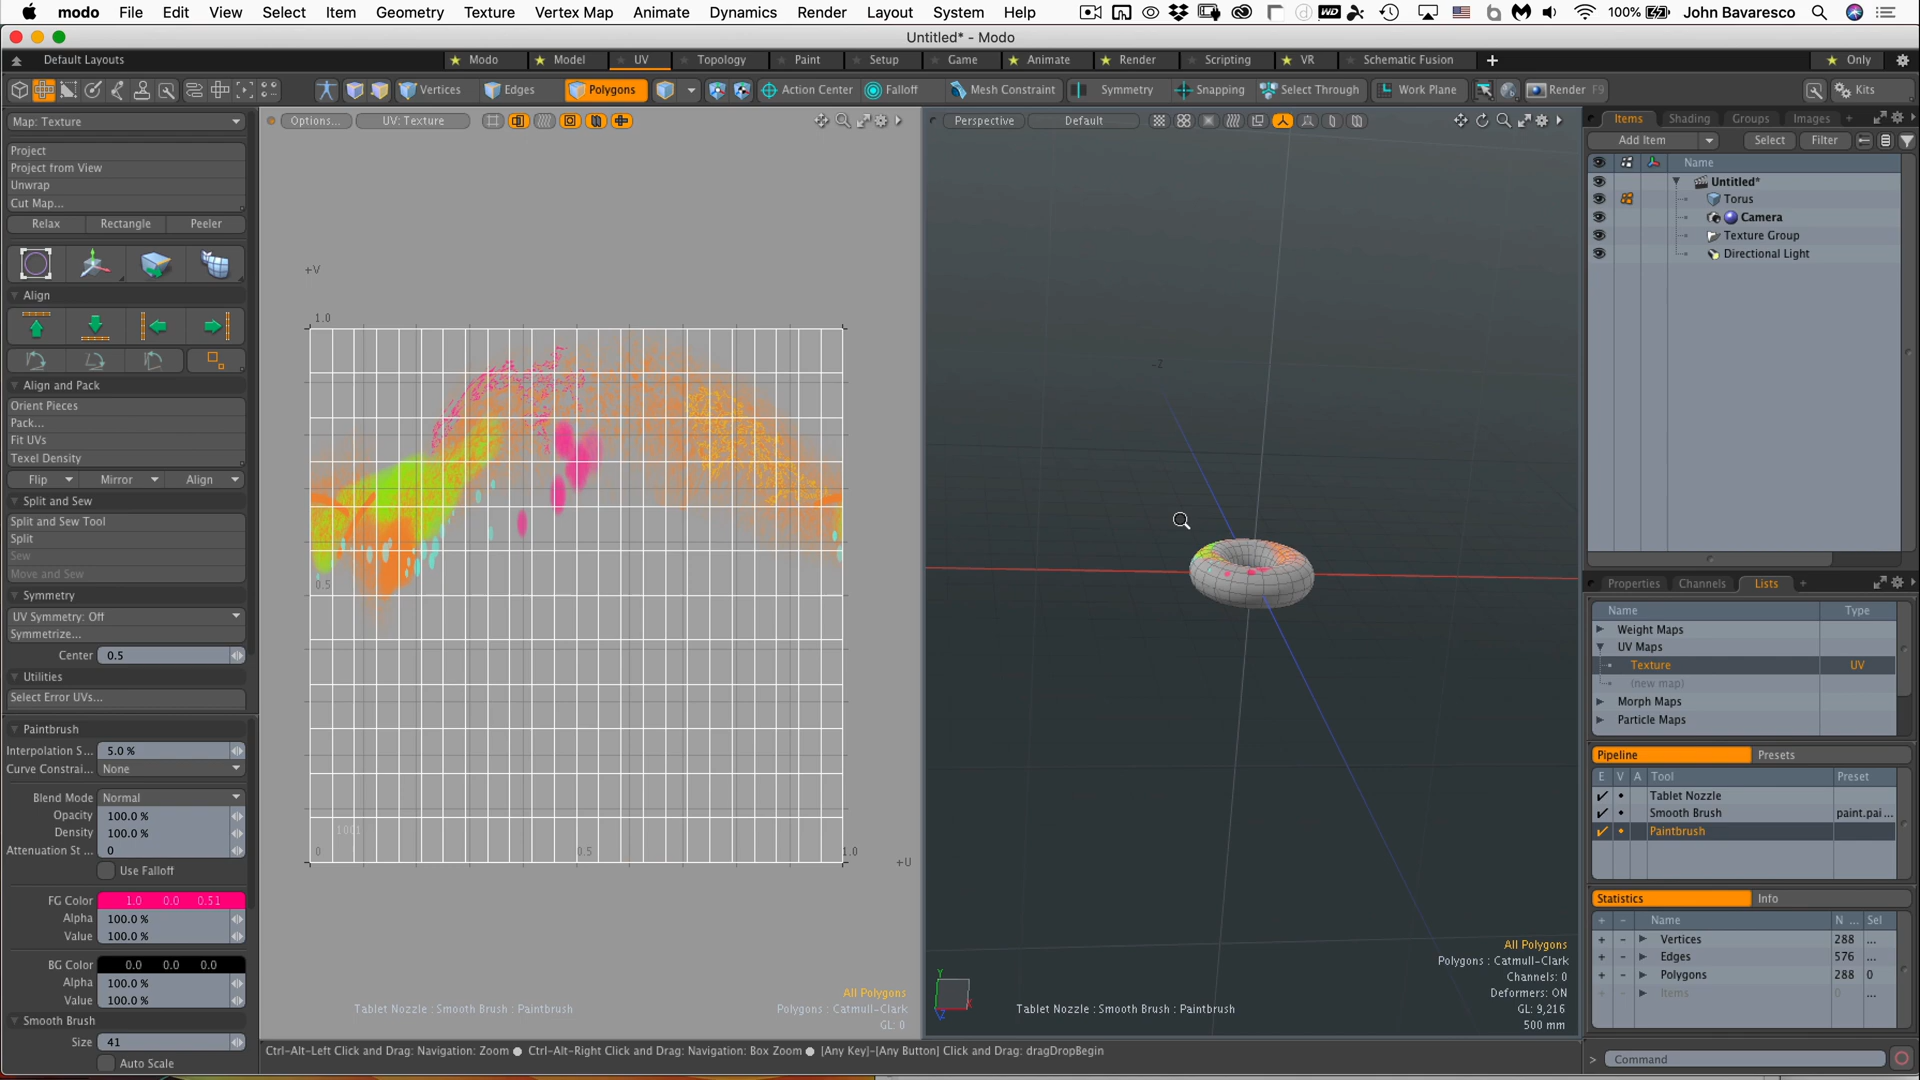 modo File Edit View Select Item Geometry Texture Vertex Map Animate Dynamics Render Layout System Help 100% John Bavaresco
Untitled* - Modo
Default Layouts Modo Model UV Topology Paint Setup Game Animate Render Scripting VR Schematic Fusion + Only
Vertices Edges Polygons Action Center Falloff Mesh Constraint Symmetry Snapping Select Through Work Plane Render F9 Kits
Map: Texture
Project
Project from View
Unwrap
Cut Map...
Relax Rectangle Peeler
Align
Align and Pack
Orient Pieces
Pack...
Fit UVs
Texel Density
Flip Mirror Align
Split and Sew
Split and Sew Tool
Split
Sew
Move and Sew
Symmetry
UV Symmetry: Off
Symmetrize...
Center 0.5
Utilities
Select Error UVs...
Paintbrush
Interpolation S... 5.0 %
Curve Constrai... None
Blend Mode Normal
Opacity 100.0 %
Density 100.0 %
Attenuation St ... 0
Use Falloff
FG Color 1.0 0.0 0.51
Alpha 100.0 %
Value 100.0 %
BG Color 0.0 0.0 0.0
Alpha 100.0 %
Value 100.0 %
Smooth Brush
Size 41
Auto Scale
Options... UV: Texture
+V
1.0
0.5
1001
0 0.5 1.0 +U
All Polygons
Tablet Nozzle : Smooth Brush : Paintbrush Polygons : Catmull-Clark
GL: 0
Perspective Default
-Z
All Polygons
Polygons : Catmull-Clark
Channels: 0
Deformers: ON
Tablet Nozzle : Smooth Brush : Paintbrush GL: 9,216
500 mm
Y
X
Z
Ctrl-Alt-Left Click and Drag: Navigation: Zoom ● Ctrl-Alt-Right Click and Drag: Navigation: Box Zoom ● [Any Key]-[Any Button] Click and Drag: dragDropBegin
Items Shading Groups Images +
Add Item Select Filter
Name
Untitled*
Torus
Camera
Texture Group
Directional Light
Properties Channels Lists +
Name Type
Weight Maps
UV Maps
Texture UV
(new map)
Morph Maps
Particle Maps
Pipeline Presets
E V A Tool Preset
Tablet Nozzle
Smooth Brush paint.pai ...
Paintbrush
Statistics Info
+ - Name N ... Sel
+ - Vertices 288 ...
+ - Edges 576 ...
+ - Polygons 288 0
+ - Items 0 ...
> Command